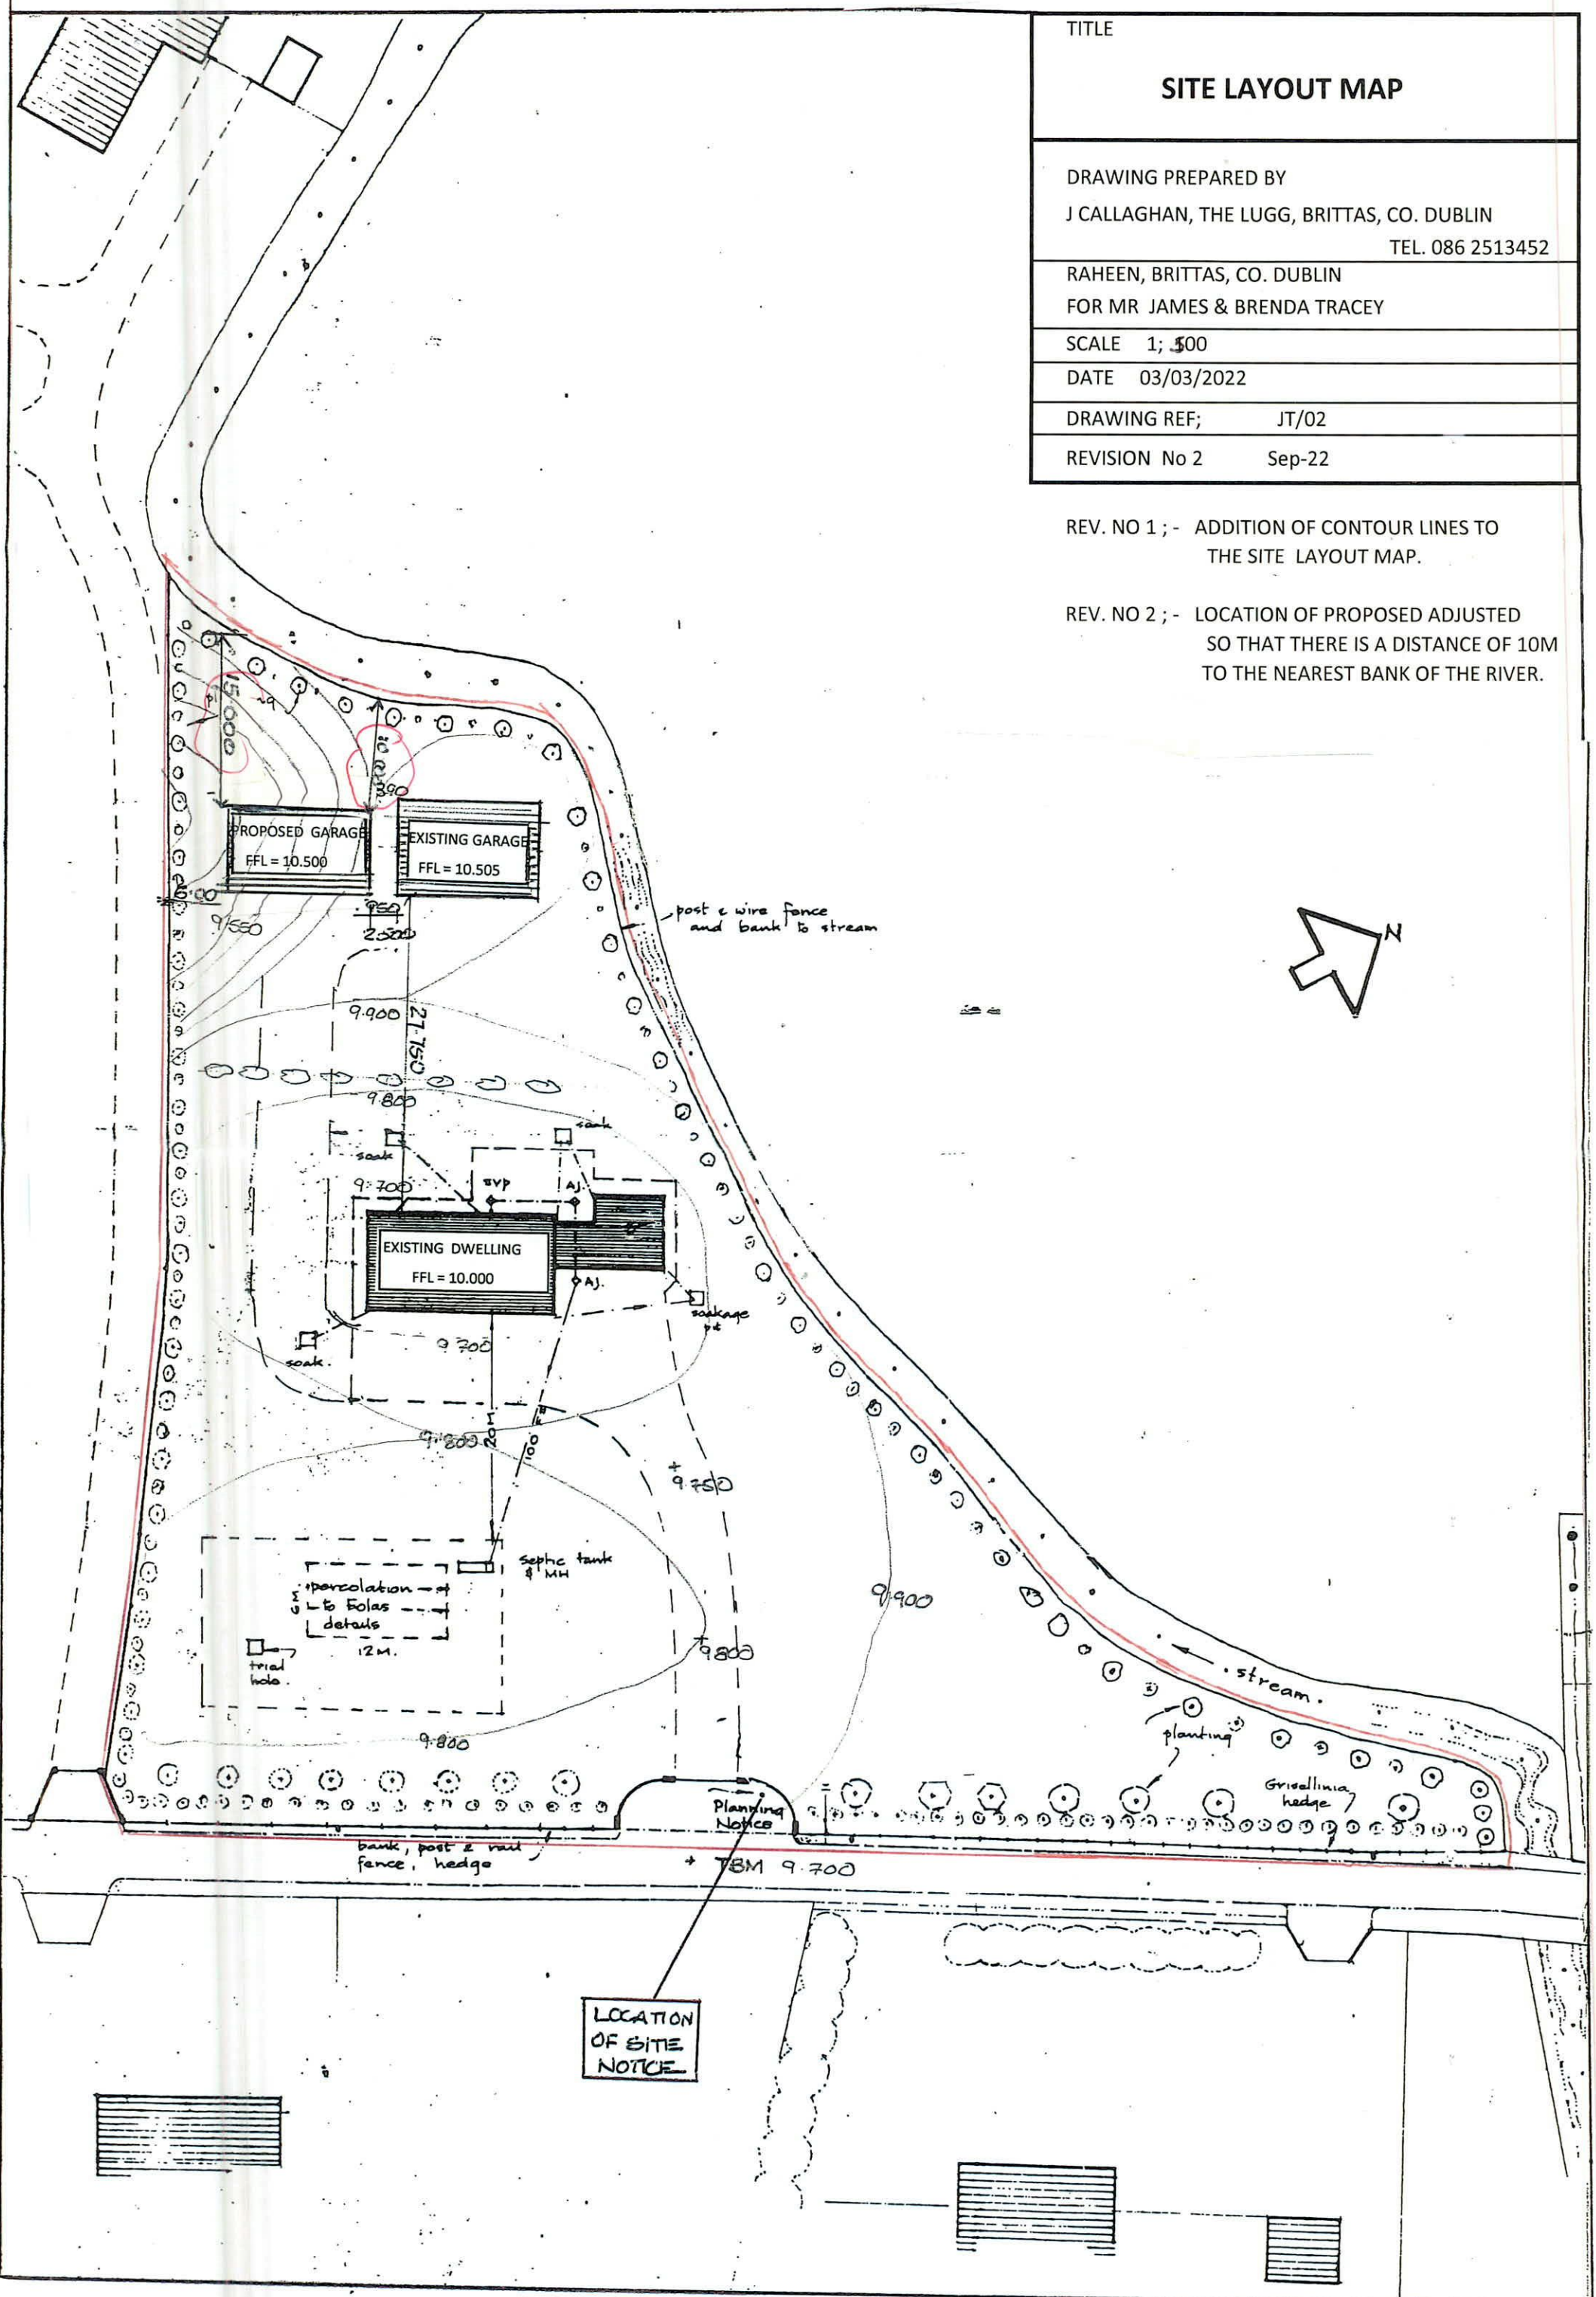 TITLE
SITE LAYOUT MAP
DRAWING PREPARED BY
J CALLAGHAN, THE LUGG, BRITTAS, CO. DUBLIN
TEL. 086 2513452
RAHEEN, BRITTAS, CO. DUBLIN
FOR MR JAMES & BRENDA TRACEY
SCALE 1; 500
DATE 03/03/2022
DRAWING REF; JT/02
REVISION No 2 Sep-22
REV. NO 1 ; - ADDITION OF CONTOUR LINES TO
THE SITE LAYOUT MAP.
REV. NO 2 ; - LOCATION OF PROPOSED ADJUSTED
SO THAT THERE IS A DISTANCE OF 10M
TO THE NEAREST BANK OF THE RIVER.
15.000
PROPOSED GARAGE
FFL = 10.500
EXISTING GARAGE
FFL = 10.505
950
2.500
9.550
post & wire fence
and bank to stream
N
9.900
27.750
9.800
soak
soak
9.700
SVP
AJ.
EXISTING DWELLING
FFL = 10.000
AJ.
soakage
pt
soak.
9.700
9.800
20M
100
9.750
septic tank
& MH
percolation
to Eolas
details
12M.
trial
hole.
9.900
9.800
stream.
planting
9.800
Grisellinia
hedge
Planning
Notice
bank, post & rail
fence, hedge
TBM 9.700
LOCATION
OF SITE
NOTICE